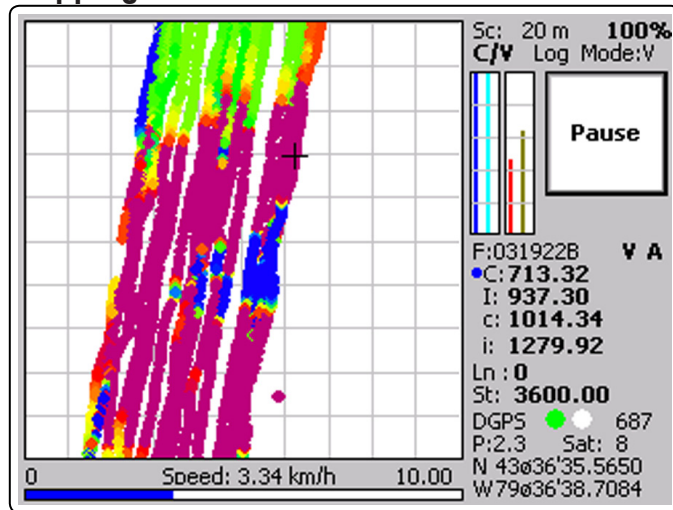 Sc: 20 m 100%
C/V Log Mode:V
Pause
F:031922B V A
C: 713.32
I: 937.30
c: 1014.34
i: 1279.92
Ln : 0
St: 3600.00
DGPS 687
P:2.3 Sat: 8
N 43ø36'35.5650
W79ø36'38.7084
0 Speed: 3.34 km/h 10.00